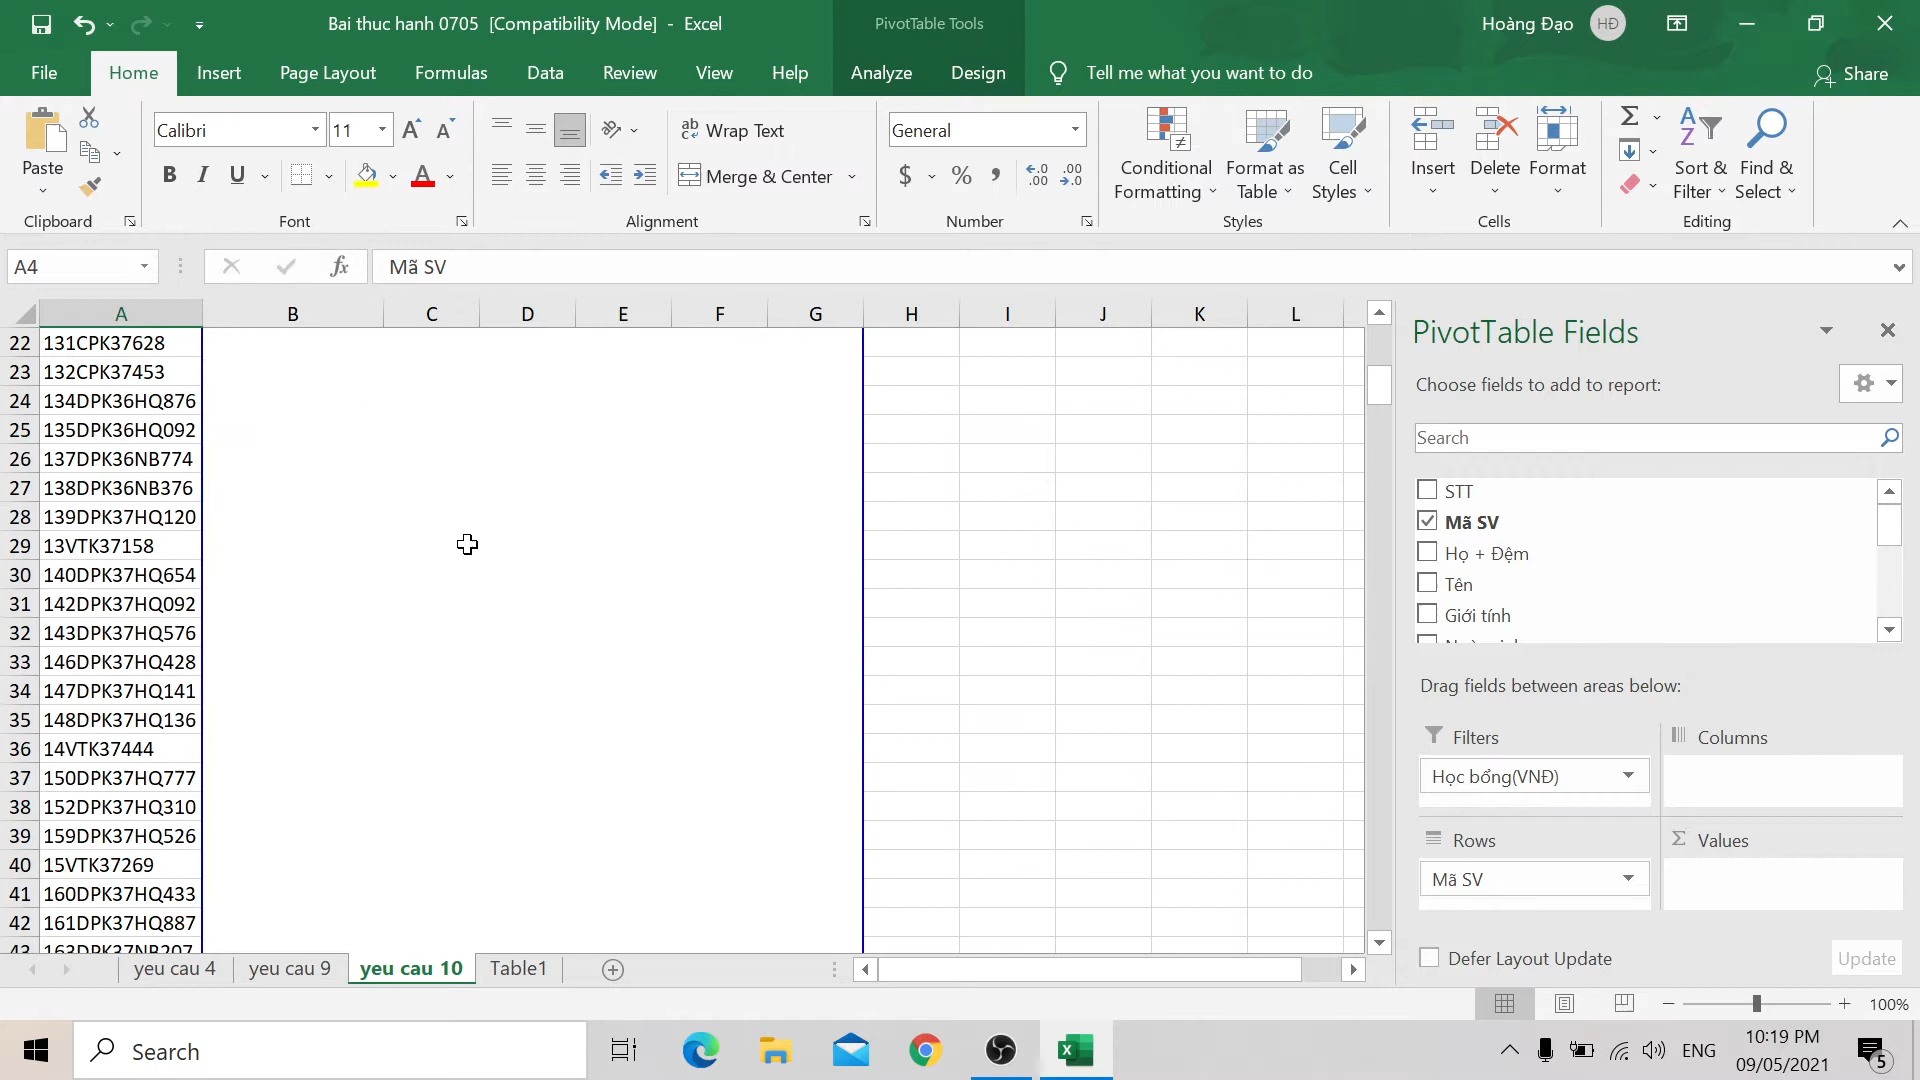 Bai thuc hanh 0705 [Compatibility Mode] - Excel
PivotTable Tools
Hoàng Đạo
HĐ
File
Home
Insert
Page Layout
Formulas
Data
Review
View
Help
Analyze
Design
Tell me what you want to do
Share
Paste
Clipboard
Calibri
11
B I U
Font
Wrap Text
Merge & Center
Alignment
General
$ % ,
Number
Conditional
Formatting
Format as
Table
Cell
Styles
Styles
Insert
Delete
Format
Cells
Sort &
Filter
Find &
Select
Editing
A4
fx
Mã SV
A B C D E F G H I J K L
22 131CPK37628
23 132CPK37453
24 134DPK36HQ876
25 135DPK36HQ092
26 137DPK36NB774
27 138DPK36NB376
28 139DPK37HQ120
29 13VTK37158
30 140DPK37HQ654
31 142DPK37HQ092
32 143DPK37HQ576
33 146DPK37HQ428
34 147DPK37HQ141
35 148DPK37HQ136
36 14VTK37444
37 150DPK37HQ777
38 152DPK37HQ310
39 159DPK37HQ526
40 15VTK37269
41 160DPK37HQ433
42 161DPK37HQ887
43 163DPK37NB207
PivotTable Fields
Choose fields to add to report:
Search
STT
Mã SV
Họ + Đệm
Tên
Giới tính
Drag fields between areas below:
Filters
Columns
Học bổng(VNĐ)
Rows
Σ Values
Mã SV
Defer Layout Update
Update
yeu cau 4
yeu cau 9
yeu cau 10
Table1
100%
Search
ENG
10:19 PM
09/05/2021
5